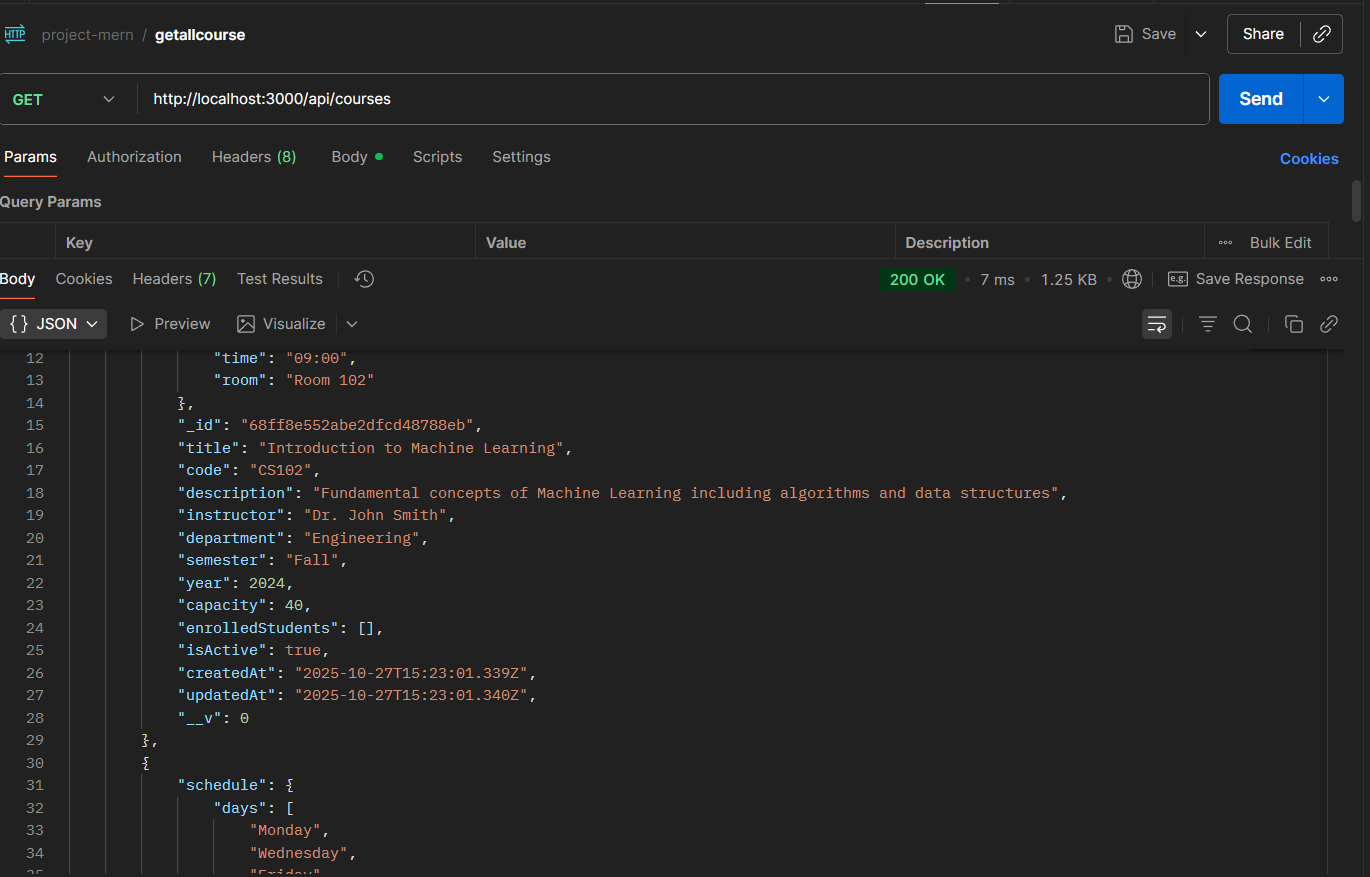 HTTP project-mern / getallcourse Save Share
GET http://localhost:3000/api/courses Send
Params Authorization Headers (8) Body Scripts Settings Cookies
Query Params
Key Value Description Bulk Edit
Body Cookies Headers (7) Test Results 200 OK 7 ms 1.25 KB e.g. Save Response
{} JSON Preview Visualize
12 "time": "09:00",
13 "room": "Room 102"
14 },
15 "_id": "68ff8e552abe2dfcd48788eb",
16 "title": "Introduction to Machine Learning",
17 "code": "CS102",
18 "description": "Fundamental concepts of Machine Learning including algorithms and data structures",
19 "instructor": "Dr. John Smith",
20 "department": "Engineering",
21 "semester": "Fall",
22 "year": 2024,
23 "capacity": 40,
24 "enrolledStudents": [],
25 "isActive": true,
26 "createdAt": "2025-10-27T15:23:01.339Z",
27 "updatedAt": "2025-10-27T15:23:01.340Z",
28 "__v": 0
29 },
30 {
31 "schedule": {
32 "days": [
33 "Monday",
34 "Wednesday",
35 "Friday"